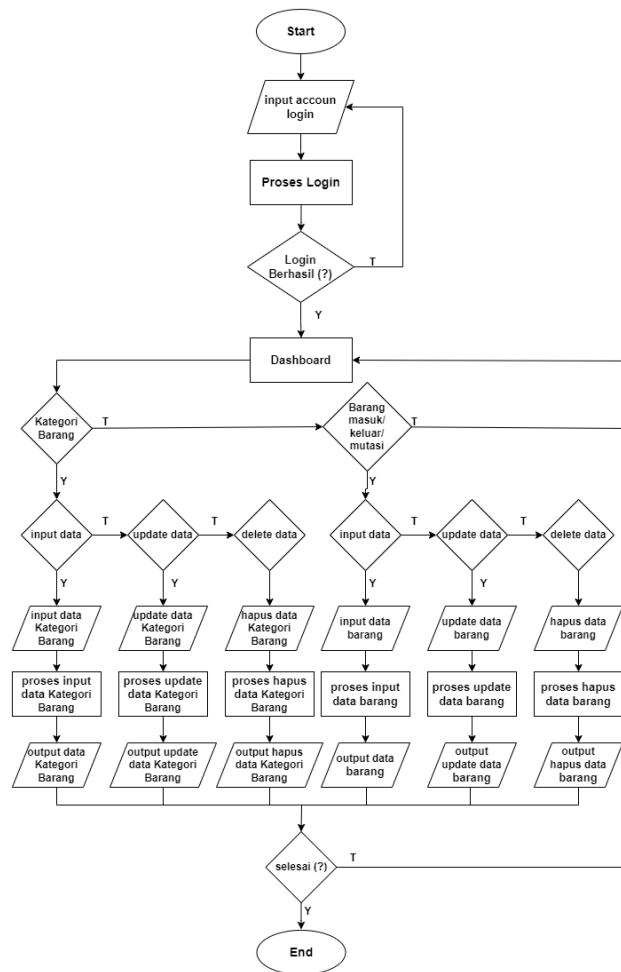 Start
input accoun
login
Proses Login
Login
Berhasil (?)
T
Y
Dashboard
Kategori
Barang
T
Barang
masuk/
keluar/
mutasi
T
Y
Y
input data
T
update data
T
delete data
input data
T
update data
T
delete data
Y
Y
Y
Y
input data
Kategori
Barang
update data
Kategori
Barang
hapus data
Kategori
Barang
input data
barang
update data
barang
hapus data
barang
proses input
data Kategori
Barang
proses update
data Kategori
Barang
proses hapus
data Kategori
Barang
proses input
data barang
proses update
data barang
proses hapus
data barang
output data
Kategori
Barang
output update
data Kategori
Barang
output hapus
data Kategori
Barang
output data
barang
output
update data
barang
output
hapus data
barang
selesai (?)
T
Y
End